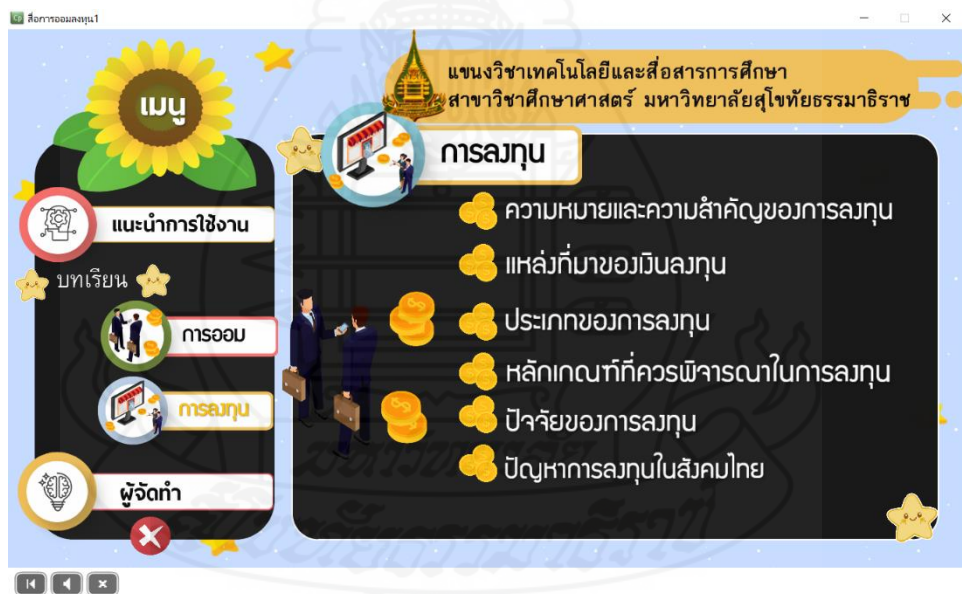 สื่อการออมลงทุน1
แขนงวิชาเทคโนโลยีและสื่อสารการศึกษา
สาขาวิชาศึกษาศาสตร์ มหาวิทยาลัยสุโขทัยธรรมาธิราช
เมนู
แนะนำการใช้งาน
บทเรียน
การออม
การลงทุน
ผู้จัดทำ
การลงทุน
ความหมายและความสำคัญของการลงทุน
แหล่งที่มาของเงินลงทุน
ประเภทของการลงทุน
หลักเกณฑ์ที่ควรพิจารณาในการลงทุน
ปัจจัยของการลงทุน
ปัญหาการลงทุนในสังคมไทย